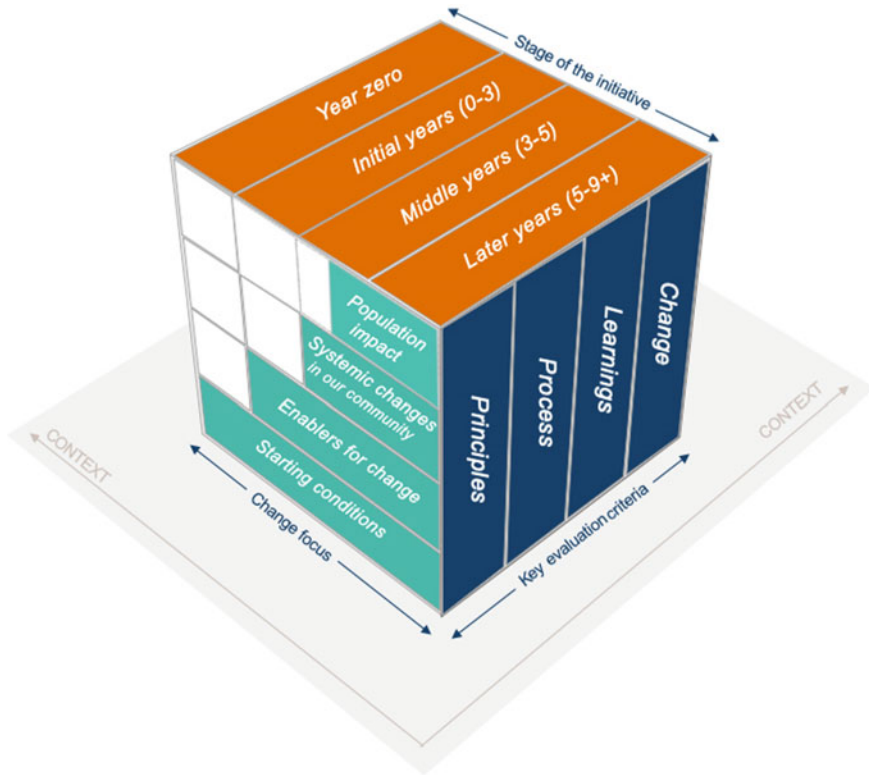 Stage of the initiative
Year zero
Initial years (0-3)
Middle years (3-5)
Later years (5-9+)
Population
impact
Systemic changes
in our community
Enablers for change
Starting conditions
Principles
Process
Learnings
Change
CONTEXT
CONTEXT
Change focus
Key evaluation criteria